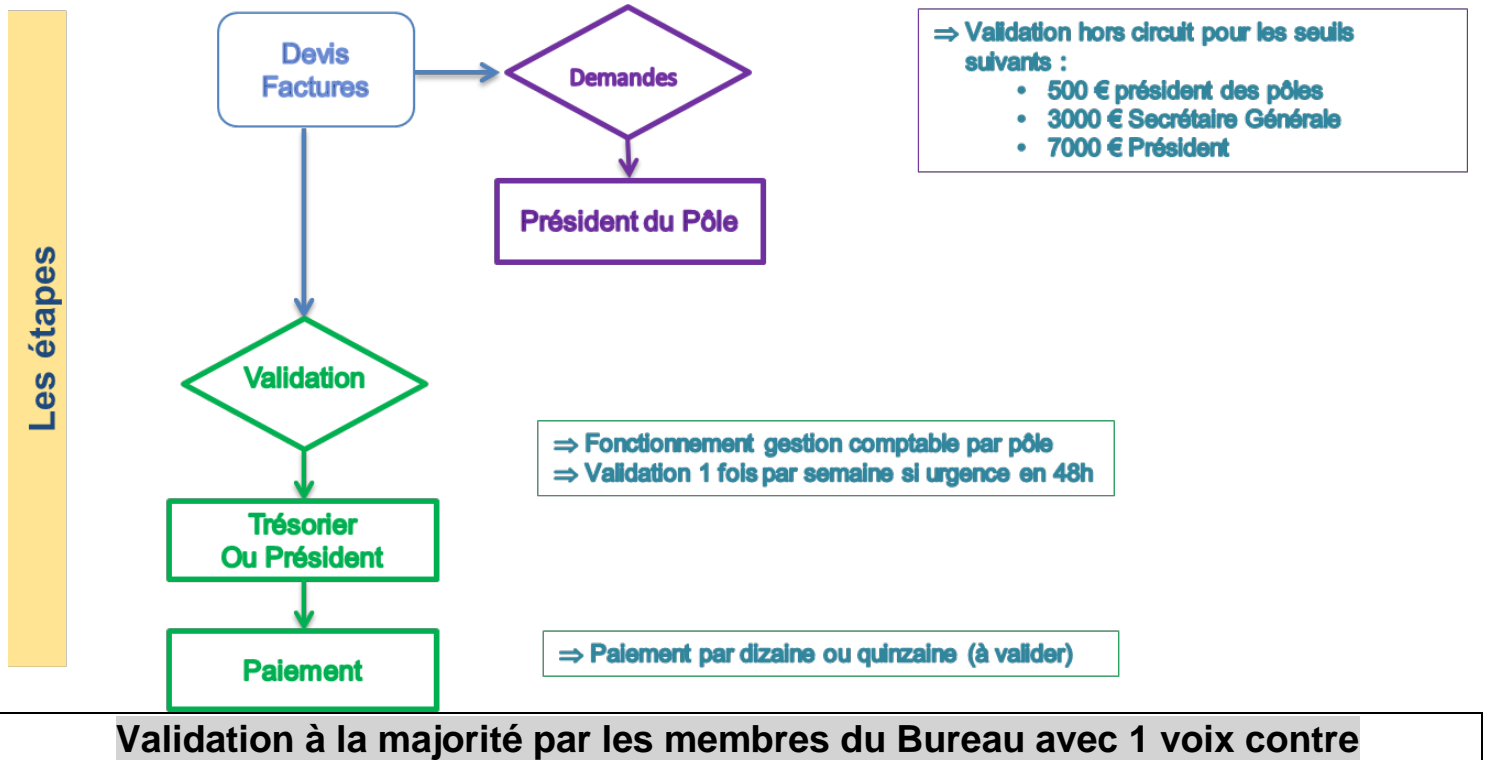 Les étapes
Devis
Factures
Demandes
⇒ Validation hors circuit pour les seuils
suivants :
• 500 € président des pôles
• 3000 € Secrétaire Générale
• 7000 € Président
Président du Pôle
Validation
⇒ Fonctionnement gestion comptable par pôle
⇒ Validation 1 fois par semaine si urgence en 48h
Trésorier
Ou Président
Paiement
⇒ Paiement par dizaine ou quinzaine (à valider)
Validation à la majorité par les membres du Bureau avec 1 voix contre